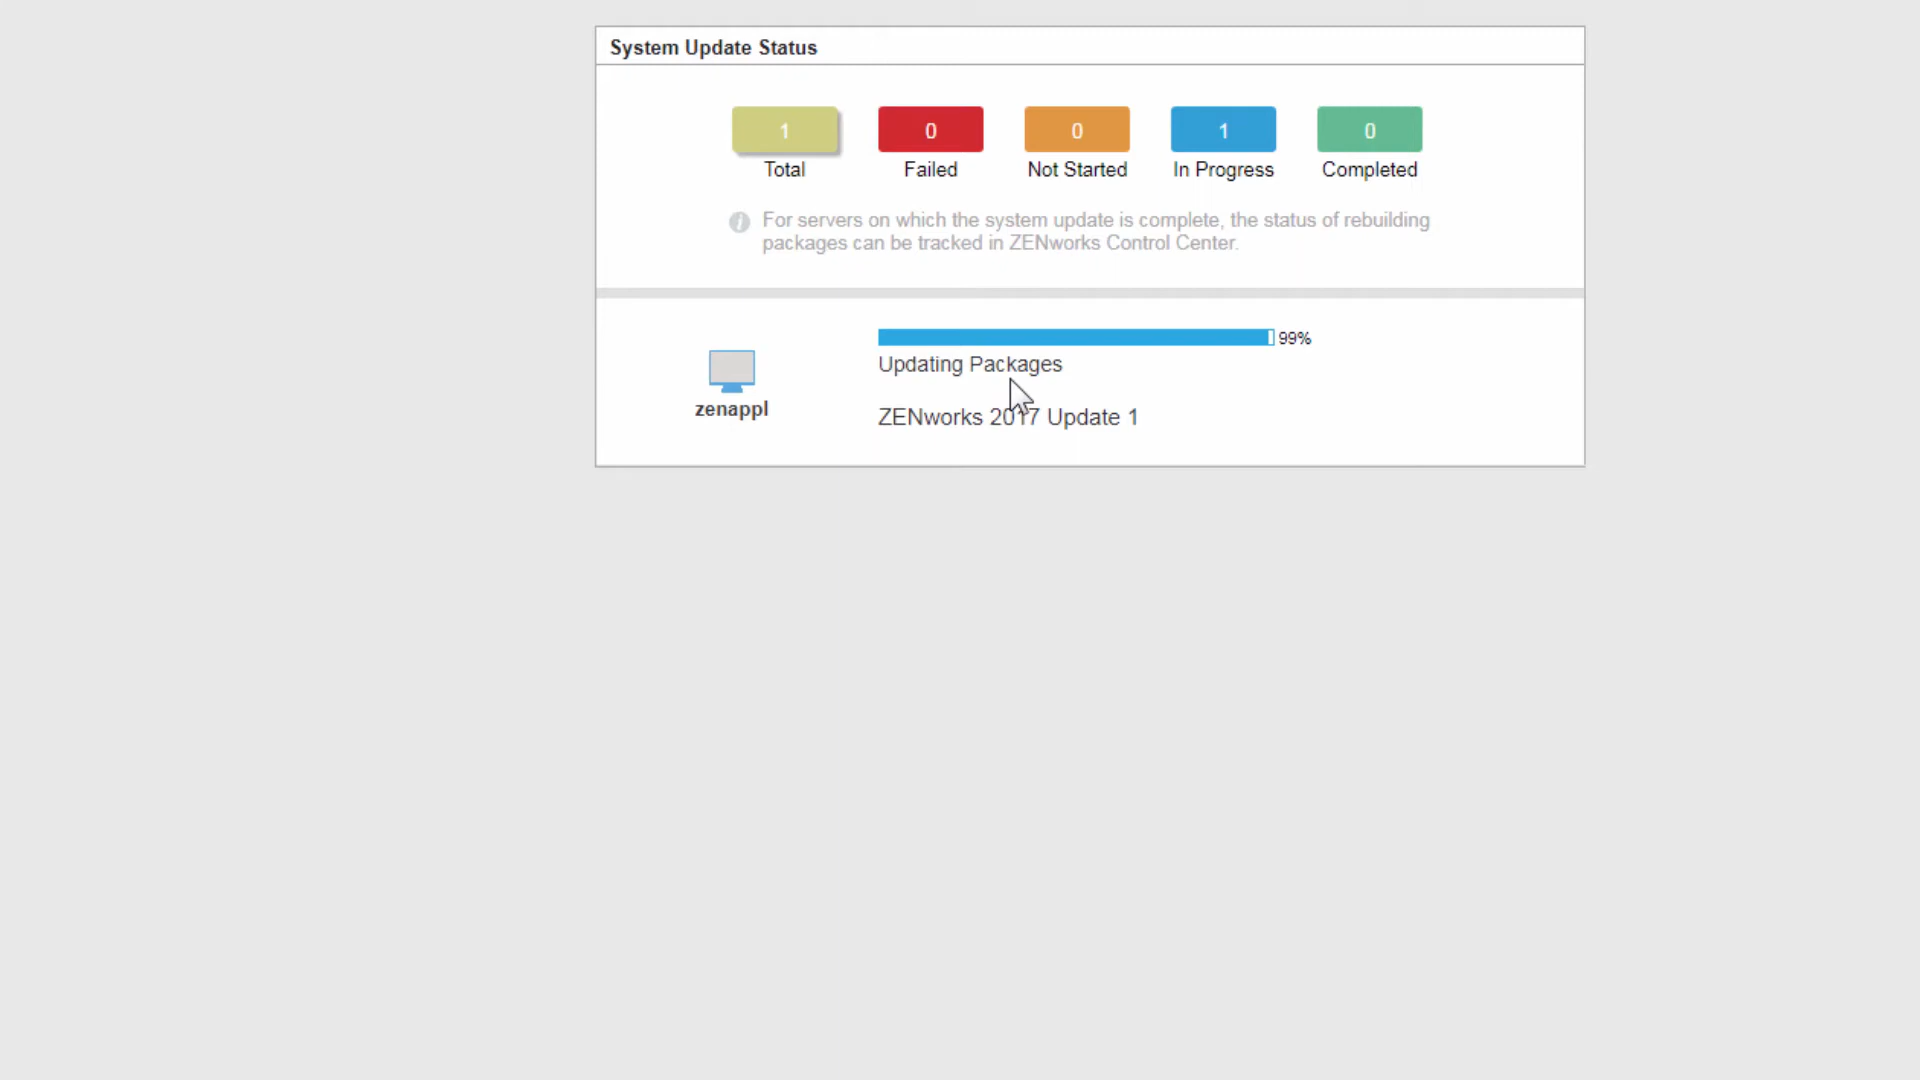 System Update Status
1
0
0
1
0
Total
Failed
Not Started
In Progress
Completed
For servers on which the system update is complete, the status of rebuilding
packages can be tracked in ZENworks Control Center.
99%
Updating Packages
zenappl
ZENworks 2017 Update 1